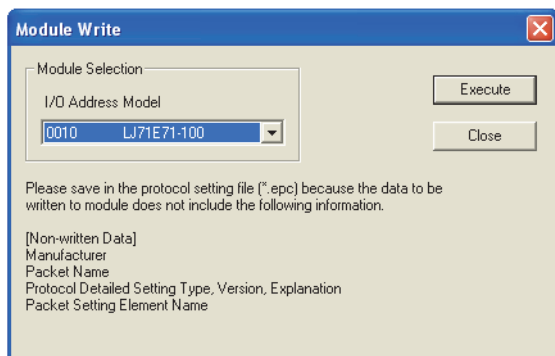 Module Write
Module Selection
I/O Address Model
0010 LJ71E71-100
Execute
Close
Please save in the protocol setting file (*.epc) because the data to be
written to module does not include the following information.
[Non-written Data]
Manufacturer
Packet Name
Protocol Detailed Setting Type, Version, Explanation
Packet Setting Element Name